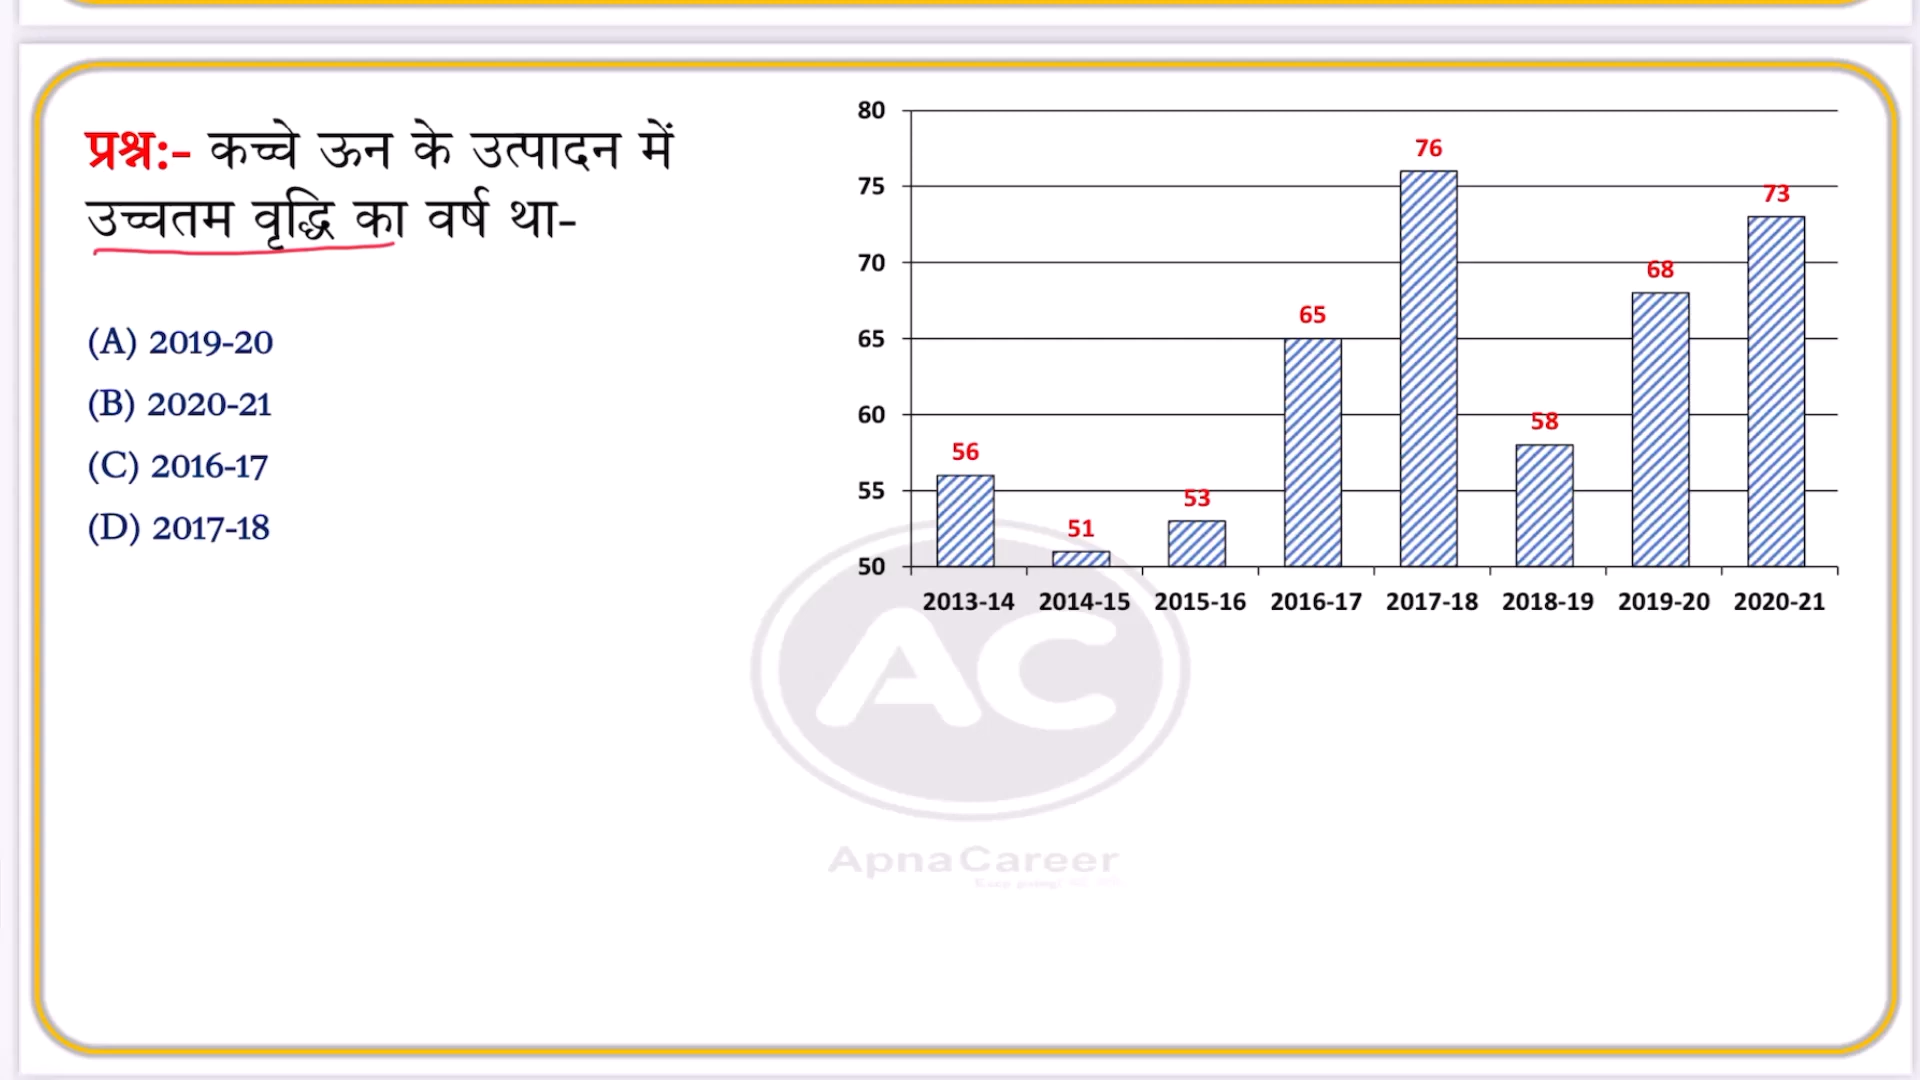 प्रश्न:- कच्चे ऊन के उत्पादन में
उच्चतम वृद्धि का वर्ष था-
(A) 2019-20
(B) 2020-21
(C) 2016-17
(D) 2017-18
80
75
70
65
60
55
50
56
51
53
65
76
58
68
73
2013-14 2014-15 2015-16 2016-17 2017-18 2018-19 2019-20 2020-21
AC
ApnaCareer